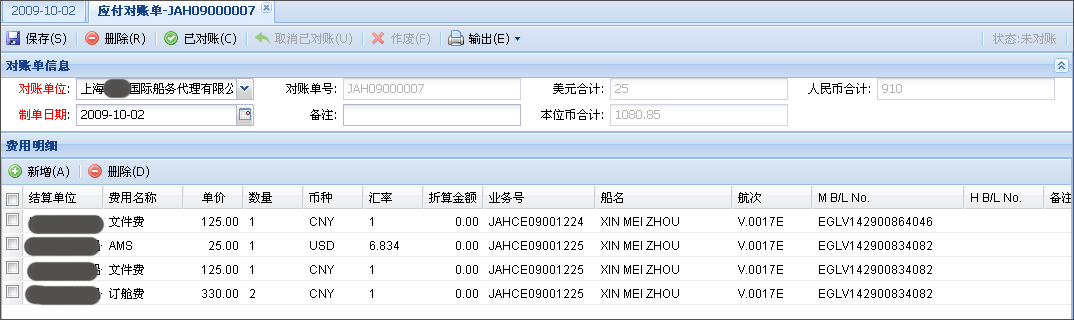 2009-10-02 应付对账单-JAH09000007
保存(S) 删除(R) 已对账(C) 取消已对账(U) 作废(F) 输出(E) 状态:未对账
对账单信息
对账单位: 上海 国际船务代理有限公 对账单号: JAH09000007 美元合计: 25 人民币合计: 910
制单日期: 2009-10-02 备注: 本位币合计: 1080.85
费用明细
新增(A) 删除(D)
结算单位 费用名称 单价 数量 币种 汇率 折算金额 业务号 船名 航次 M B/L No. H B/L No. 备注
文件费 125.00 1 CNY 1 0.00 JAHCE09001224 XIN MEI ZHOU V.0017E EGLV142900864046
AMS 25.00 1 USD 6.834 0.00 JAHCE09001225 XIN MEI ZHOU V.0017E EGLV142900834082
文件费 125.00 1 CNY 1 0.00 JAHCE09001225 XIN MEI ZHOU V.0017E EGLV142900834082
订舱费 330.00 2 CNY 1 0.00 JAHCE09001225 XIN MEI ZHOU V.0017E EGLV142900834082